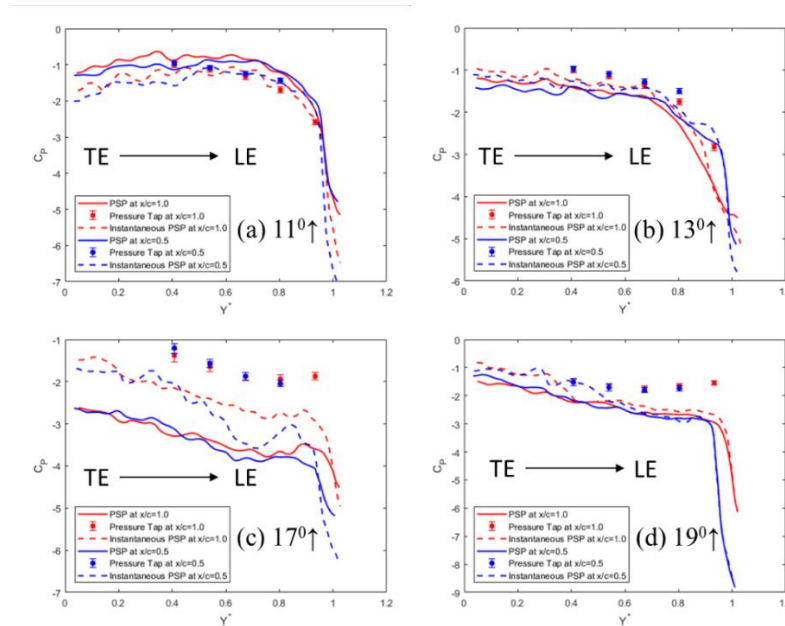 0
-1
-2
-3
-4
-5
-6
-7
C_P
TE LE
PSP at x/c=1.0
Pressure Tap at x/c=1.0
Instantaneous PSP at x/c=1.0
PSP at x/c=0.5
Pressure Tap at x/c=0.5
Instantaneous PSP at x/c=0.5
(a) 11⁰↑
0 0.2 0.4 0.6 0.8 1 1.2
Y*
0
-1
-2
-3
-4
-5
-6
C_P
TE LE
PSP at x/c=1.0
Pressure Tap at x/c=1.0
Instantaneous PSP at x/c=1.0
PSP at x/c=0.5
Pressure Tap at x/c=0.5
Instantaneous PSP at x/c=0.5
(b) 13⁰↑
0 0.2 0.4 0.6 0.8 1 1.2
Y*
-1
-2
-3
-4
-5
-6
-7
C_P
TE LE
PSP at x/c=1.0
Pressure Tap at x/c=1.0
Instantaneous PSP at x/c=1.0
PSP at x/c=0.5
Pressure Tap at x/c=0.5
Instantaneous PSP at x/c=0.5
(c) 17⁰↑
0 0.2 0.4 0.6 0.8 1 1.2
Y*
0
-1
-2
-3
-4
-5
-6
-7
-8
-9
C_P
TE LE
PSP at x/c=1.0
Pressure Tap at x/c=1.0
Instantaneous PSP at x/c=1.0
PSP at x/c=0.5
Pressure Tap at x/c=0.5
Instantaneous PSP at x/c=0.5
(d) 19⁰↑
0 0.2 0.4 0.6 0.8 1 1.2
Y*